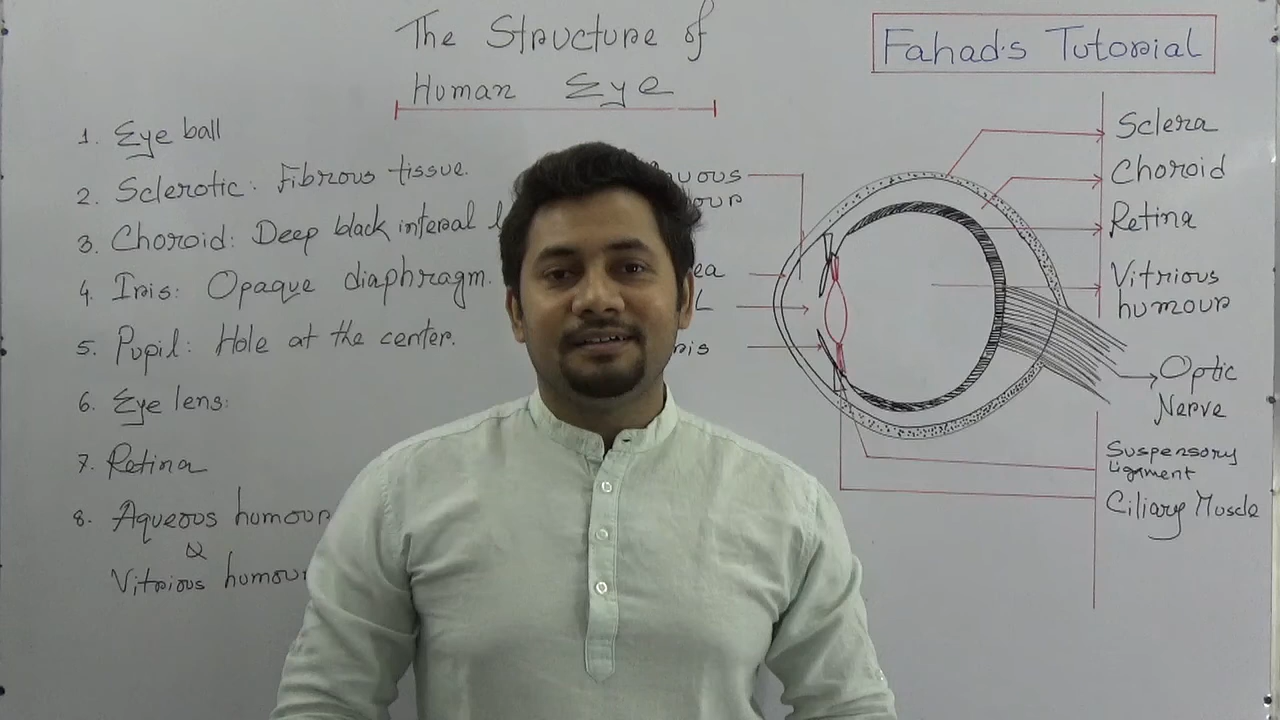 The Structure of
Human Eye
Fahad's Tutorial
1. Eye ball
2. Sclerotic: Fibrous tissue.
3. Choroid: Deep black internal
4. Iris: Opaque diaphragm.
5. Pupil: Hole at the center.
6. Eye lens:
7. Retina
8. Aqueous humour
&
Vitrious humour
Sclera
Choroid
Retina
Vitrious
humour
Optic
Nerve
Suspensory
Ligament
Ciliary Muscle